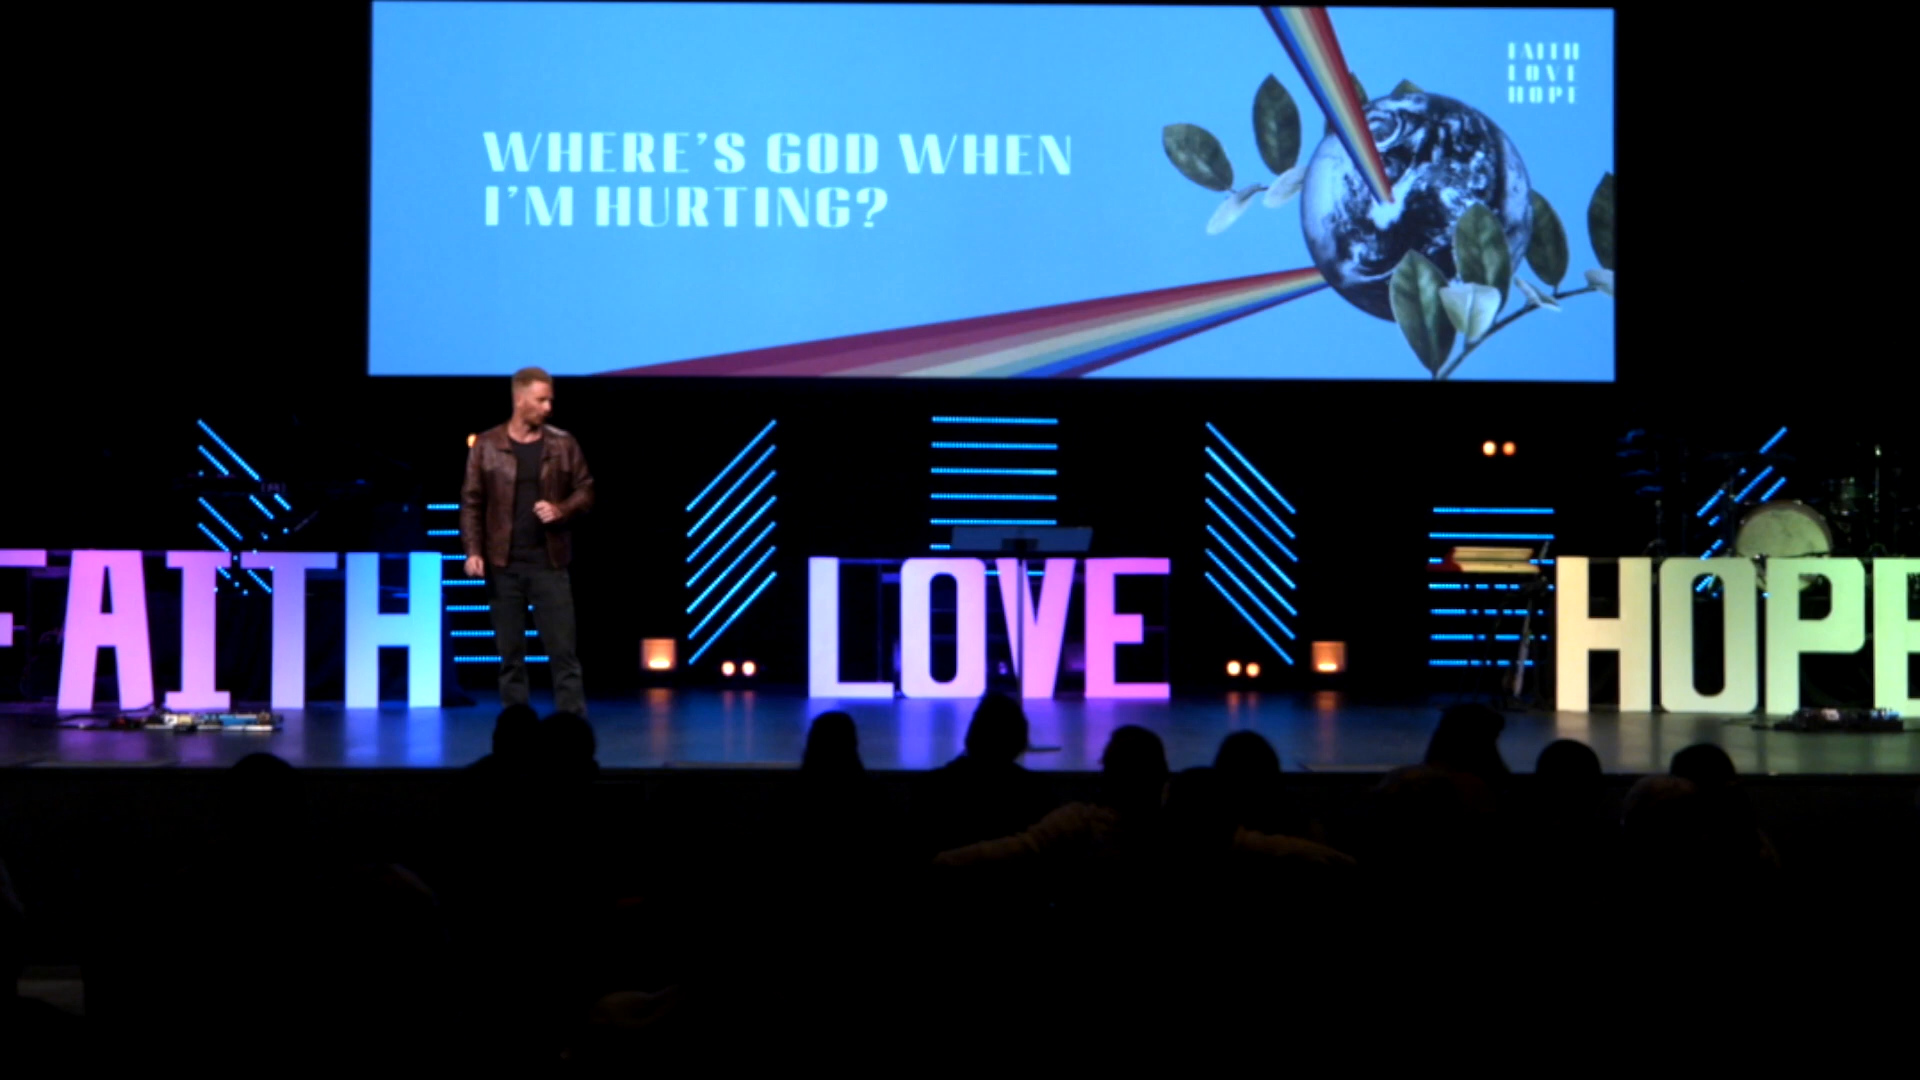 WHERE'S GOD WHEN
I'M HURTING?
FAITH
LOVE
HOPE
FAITH
LOVE
HOPE